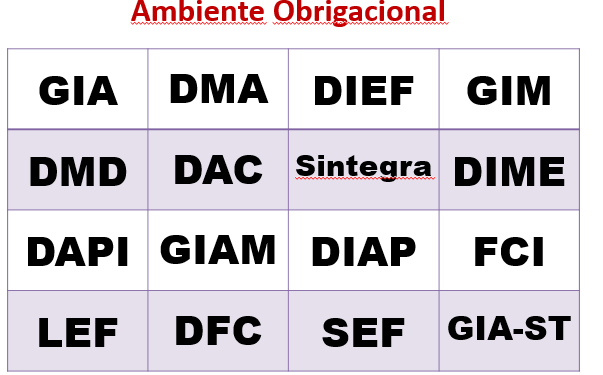 Ambiente Obrigacional
GIA DMA DIEF GIM
DMD DAC Sintegra DIME
DAPI GIAM DIAP FCI
LEF DFC SEF GIA-ST